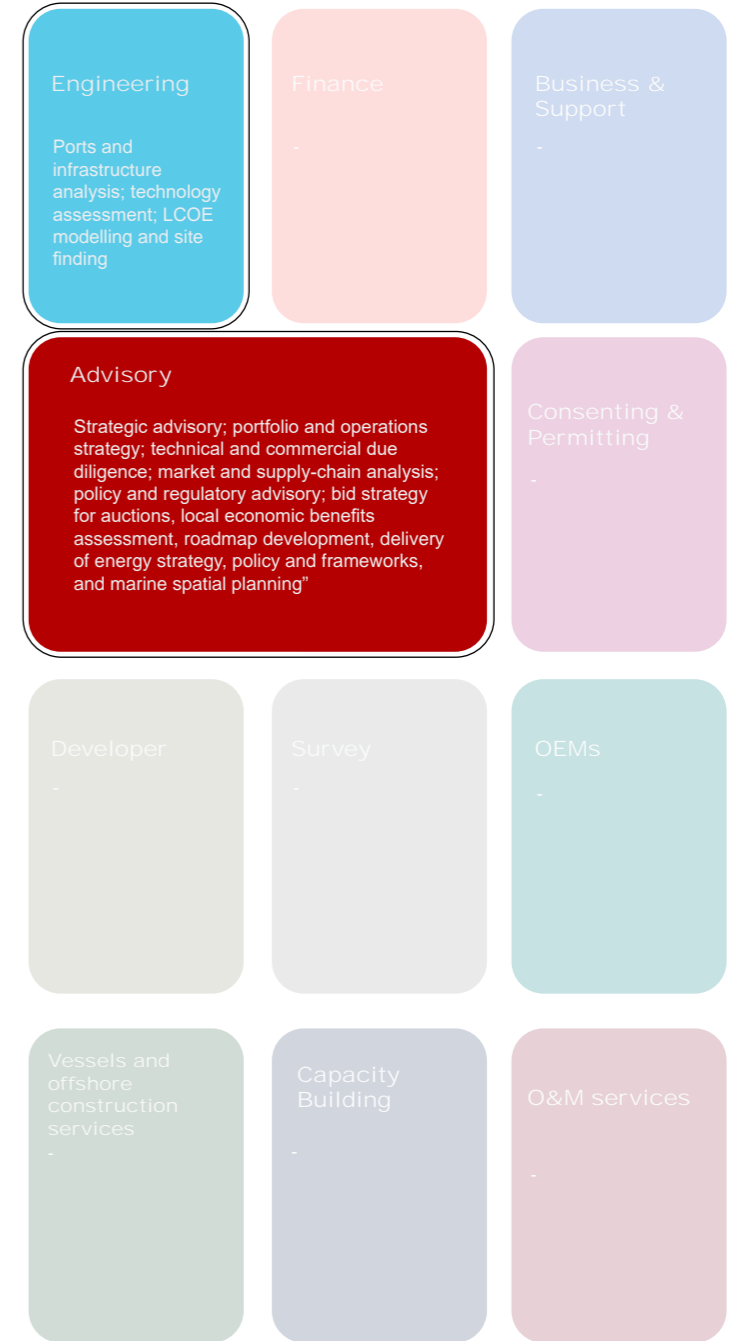 Engineering
Ports and
infrastructure
analysis; technology
assessment; LCOE
modelling and site
finding
Finance
-
Business &
Support
-
Advisory
Strategic advisory; portfolio and operations
strategy; technical and commercial due
diligence; market and supply-chain analysis;
policy and regulatory advisory; bid strategy
for auctions, local economic benefits
assessment, roadmap development, delivery
of energy strategy, policy and frameworks,
and marine spatial planning”
Consenting &
Permitting
-
Developer
-
Survey
-
OEMs
-
Vessels and
offshore
construction
services
-
Capacity
Building
-
O&M services
-